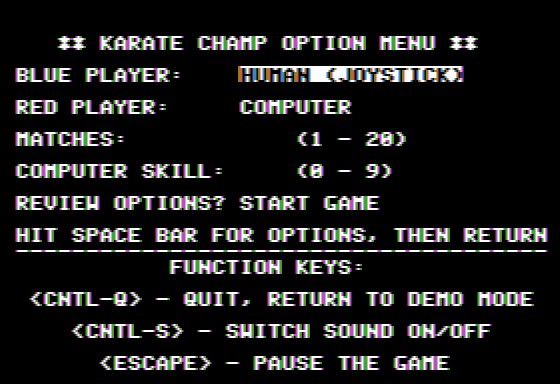 ** KARATE CHAMP OPTION MENU **
BLUE PLAYER: HUMAN (JOYSTICK)
RED PLAYER: COMPUTER
MATCHES: (1 - 20)
COMPUTER SKILL: (0 - 9)
REVIEW OPTIONS? START GAME
HIT SPACE BAR FOR OPTIONS, THEN RETURN
FUNCTION KEYS:
<CNTL-Q> - QUIT, RETURN TO DEMO MODE
<CNTL-S> - SWITCH SOUND ON/OFF
<ESCAPE> - PAUSE THE GAME